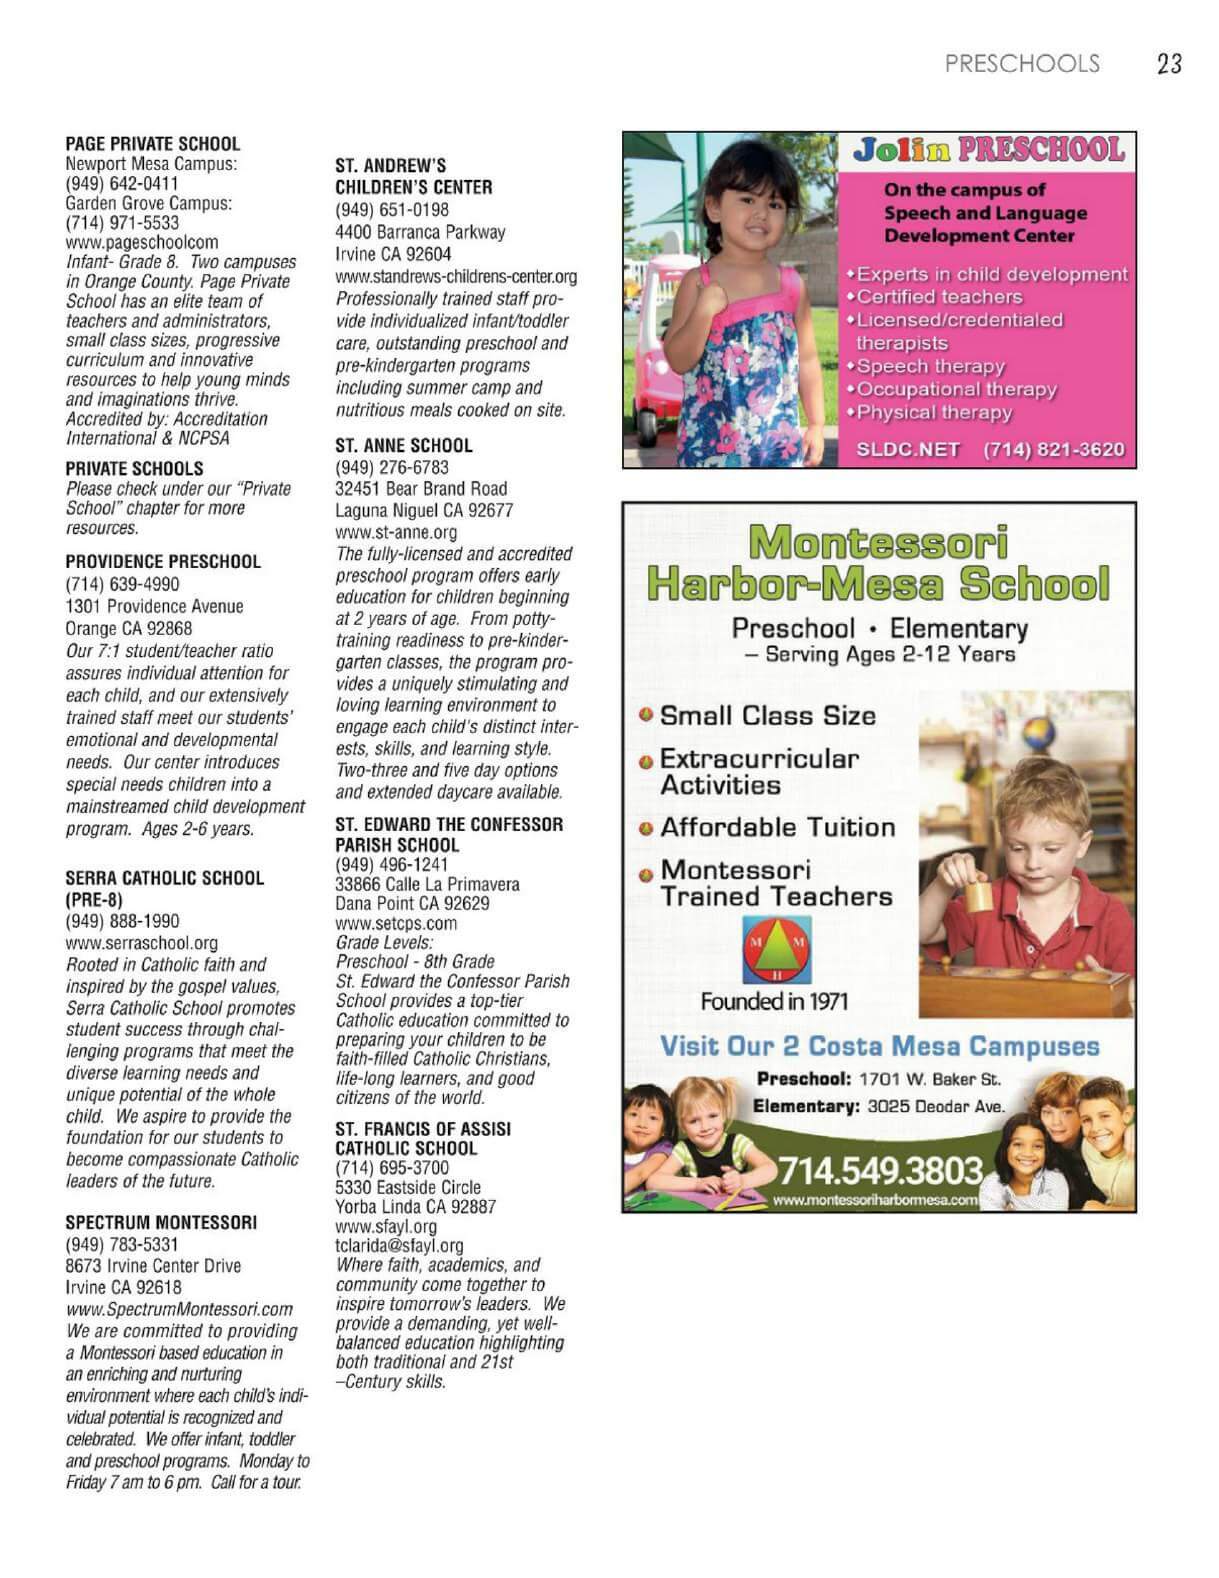 PRESCHOOLS 23
PAGE PRIVATE SCHOOL
Newport Mesa Campus:
(949) 642-0411
Garden Grove Campus:
(714) 971-5533
www.pageschoolcom
Infant- Grade 8. Two campuses
in Orange County. Page Private
School has an elite team of
teachers and administrators,
small class sizes, progressive
curriculum and innovative
resources to help young minds
and imaginations thrive.
Accredited by: Accreditation
International & NCPSA
PRIVATE SCHOOLS
Please check under our “Private
School” chapter for more
resources.
PROVIDENCE PRESCHOOL
(714) 639-4990
1301 Providence Avenue
Orange CA 92868
Our 7:1 student/teacher ratio
assures individual attention for
each child, and our extensively
trained staff meet our students’
emotional and developmental
needs. Our center introduces
special needs children into a
mainstreamed child development
program. Ages 2-6 years.
SERRA CATHOLIC SCHOOL
(PRE-8)
(949) 888-1990
www.serraschool.org
Rooted in Catholic faith and
inspired by the gospel values,
Serra Catholic School promotes
student success through chal-
lenging programs that meet the
diverse learning needs and
unique potential of the whole
child. We aspire to provide the
foundation for our students to
become compassionate Catholic
leaders of the future.
SPECTRUM MONTESSORI
(949) 783-5331
8673 Irvine Center Drive
Irvine CA 92618
www.SpectrumMontessori.com
We are committed to providing
a Montessori based education in
an enriching and nurturing
environment where each child’s indi-
vidual potential is recognized and
celebrated. We offer infant, toddler
and preschool programs. Monday to
Friday 7 am to 6 pm. Call for a tour.
ST. ANDREW’S
CHILDREN’S CENTER
(949) 651-0198
4400 Barranca Parkway
Irvine CA 92604
www.standrews-childrens-center.org
Professionally trained staff pro-
vide individualized infant/toddler
care, outstanding preschool and
pre-kindergarten programs
including summer camp and
nutritious meals cooked on site.
ST. ANNE SCHOOL
(949) 276-6783
32451 Bear Brand Road
Laguna Niguel CA 92677
www.st-anne.org
The fully-licensed and accredited
preschool program offers early
education for children beginning
at 2 years of age. From potty-
training readiness to pre-kinder-
garten classes, the program pro-
vides a uniquely stimulating and
loving learning environment to
engage each child's distinct inter-
ests, skills, and learning style.
Two-three and five day options
and extended daycare available.
ST. EDWARD THE CONFESSOR
PARISH SCHOOL
(949) 496-1241
33866 Calle La Primavera
Dana Point CA 92629
www.setcps.com
Grade Levels:
Preschool - 8th Grade
St. Edward the Confessor Parish
School provides a top-tier
Catholic education committed to
preparing your children to be
faith-filled Catholic Christians,
life-long learners, and good
citizens of the world.
ST. FRANCIS OF ASSISI
CATHOLIC SCHOOL
(714) 695-3700
5330 Eastside Circle
Yorba Linda CA 92887
www.sfayl.org
tclarida@sfayl.org
Where faith, academics, and
community come together to
inspire tomorrow’s leaders. We
provide a demanding, yet well-
balanced education highlighting
both traditional and 21st
–Century skills.
Jolin PRESCHOOL
On the campus of
Speech and Language
Development Center
◆Experts in child development
◆Certified teachers
◆Licensed/credentialed
therapists
◆Speech therapy
◆Occupational therapy
◆Physical therapy
SLDC.NET (714) 821-3620
Montessori
Harbor-Mesa School
Preschool • Elementary
– Serving Ages 2-12 Years
Small Class Size
Extracurricular
Activities
Affordable Tuition
Montessori
Trained Teachers
M M
H
Founded in 1971
Visit Our 2 Costa Mesa Campuses
Preschool: 1701 W. Baker St.
Elementary: 3025 Deodar Ave.
714.549.3803
www.montessoriharbormesa.com